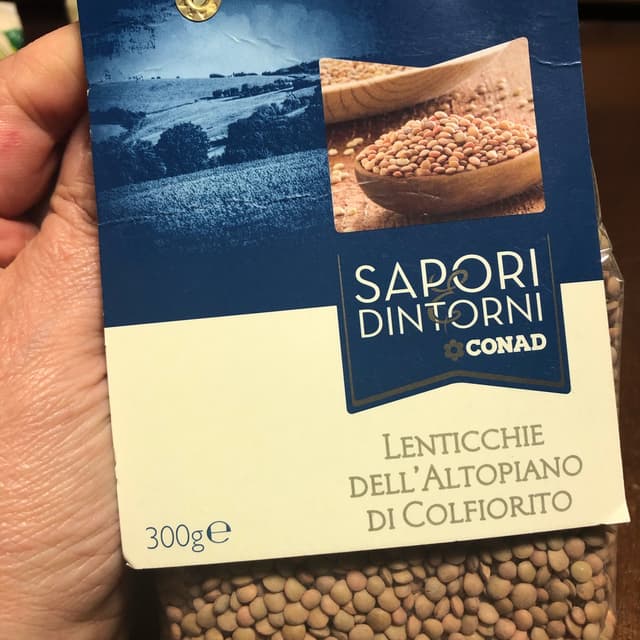 SAPORI
&
DINTORNI
CONAD
LENTICCHIE
DELL'ALTOPIANO
DI COLFIORITO
300g℮